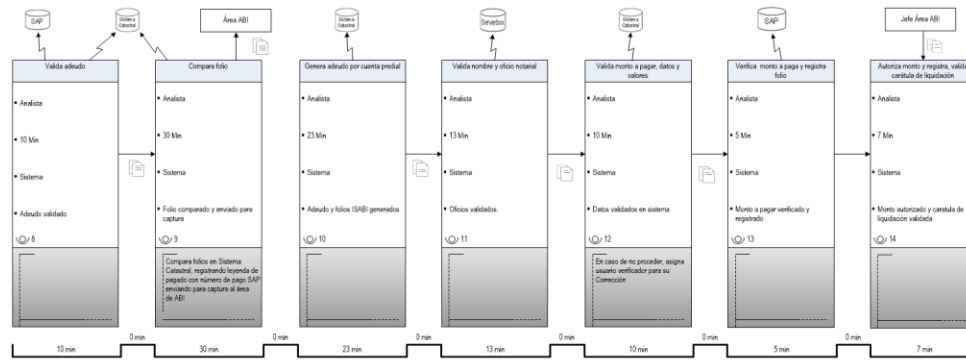 SAP
Sistema
Catastral
Área ABI
Sistema
Catastral
Serverbos
Sistema
Catastral
SAP
Jefe Área ABI
Valida adeudo
• Analista
• 10 Min
• Sistema
• Adeudo validado
8
Compara folio
• Analista
• 30 Min
• Sistema
• Folio comparado y enviado para
captura
9
Compara folios en Sistema
Catastral, registrando leyenda de
pagado con número de pago SAP
enviando para captura al área
de ABI
Genera adeudo por cuenta predial
• Analista
• 23 Min
• Sistema
• Adeudo y folios ISABI generados
10
Valida nombre y oficio notarial
• Analista
• 13 Min
• Sistema
• Oficios validados.
11
Valida monto a pagar, datos y
valores
• Analista
• 10 Min
• Sistema
• Datos validados en sistema
12
En caso de no proceder, asigna
usuario verificador para su
Corrección
Verifica monto a paga y registra
folio
• Analista
• 5 Min
• Sistema
• Monto a pagar verificado y
registrado
13
Autoriza monto y registra, valida
carátula de liquidación
• Analista
• 7 Min
• Sistema
• Monto autorizado y caratula de
liquidación validada
14
10 min
0 min
30 min
0 min
23 min
0 min
13 min
0 min
10 min
0 min
5 min
0 min
7 min